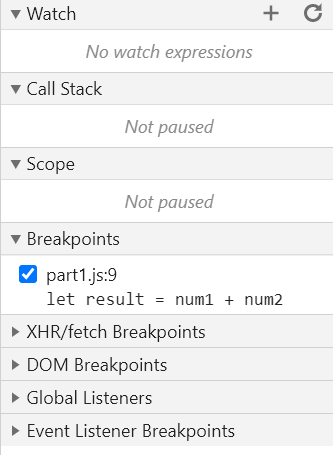 Watch
No watch expressions
Call Stack
Not paused
Scope
Not paused
Breakpoints
part1.js:9
let result = num1 + num2
XHR/fetch Breakpoints
DOM Breakpoints
Global Listeners
Event Listener Breakpoints